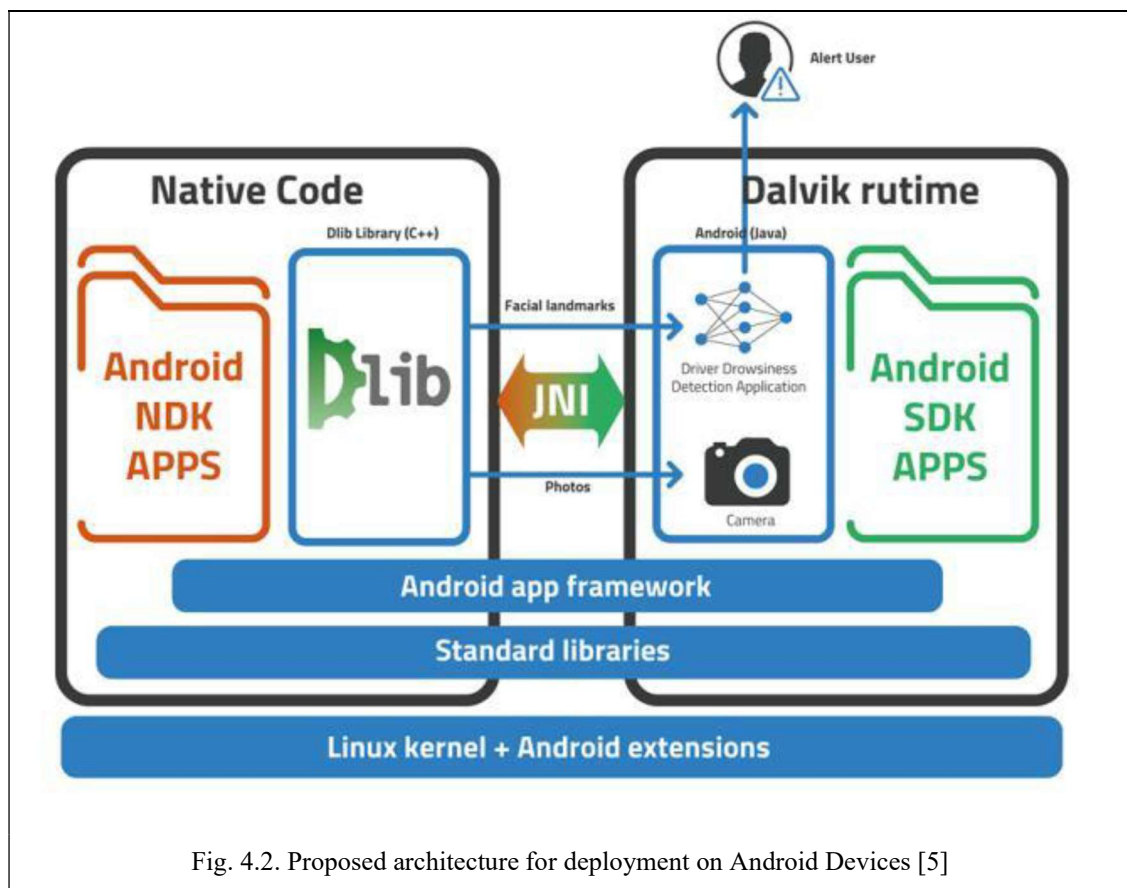 Alert User
Native Code
Dalvik rutime
Dlib Library (C++)
Android (Java)
Android
NDK
APPS
Dlib
Facial landmarks
JNI
Photos
Driver Drowsiness
Detection Application
Camera
Android
SDK
APPS
Android app framework
Standard libraries
Linux kernel + Android extensions
Fig. 4.2. Proposed architecture for deployment on Android Devices [5]